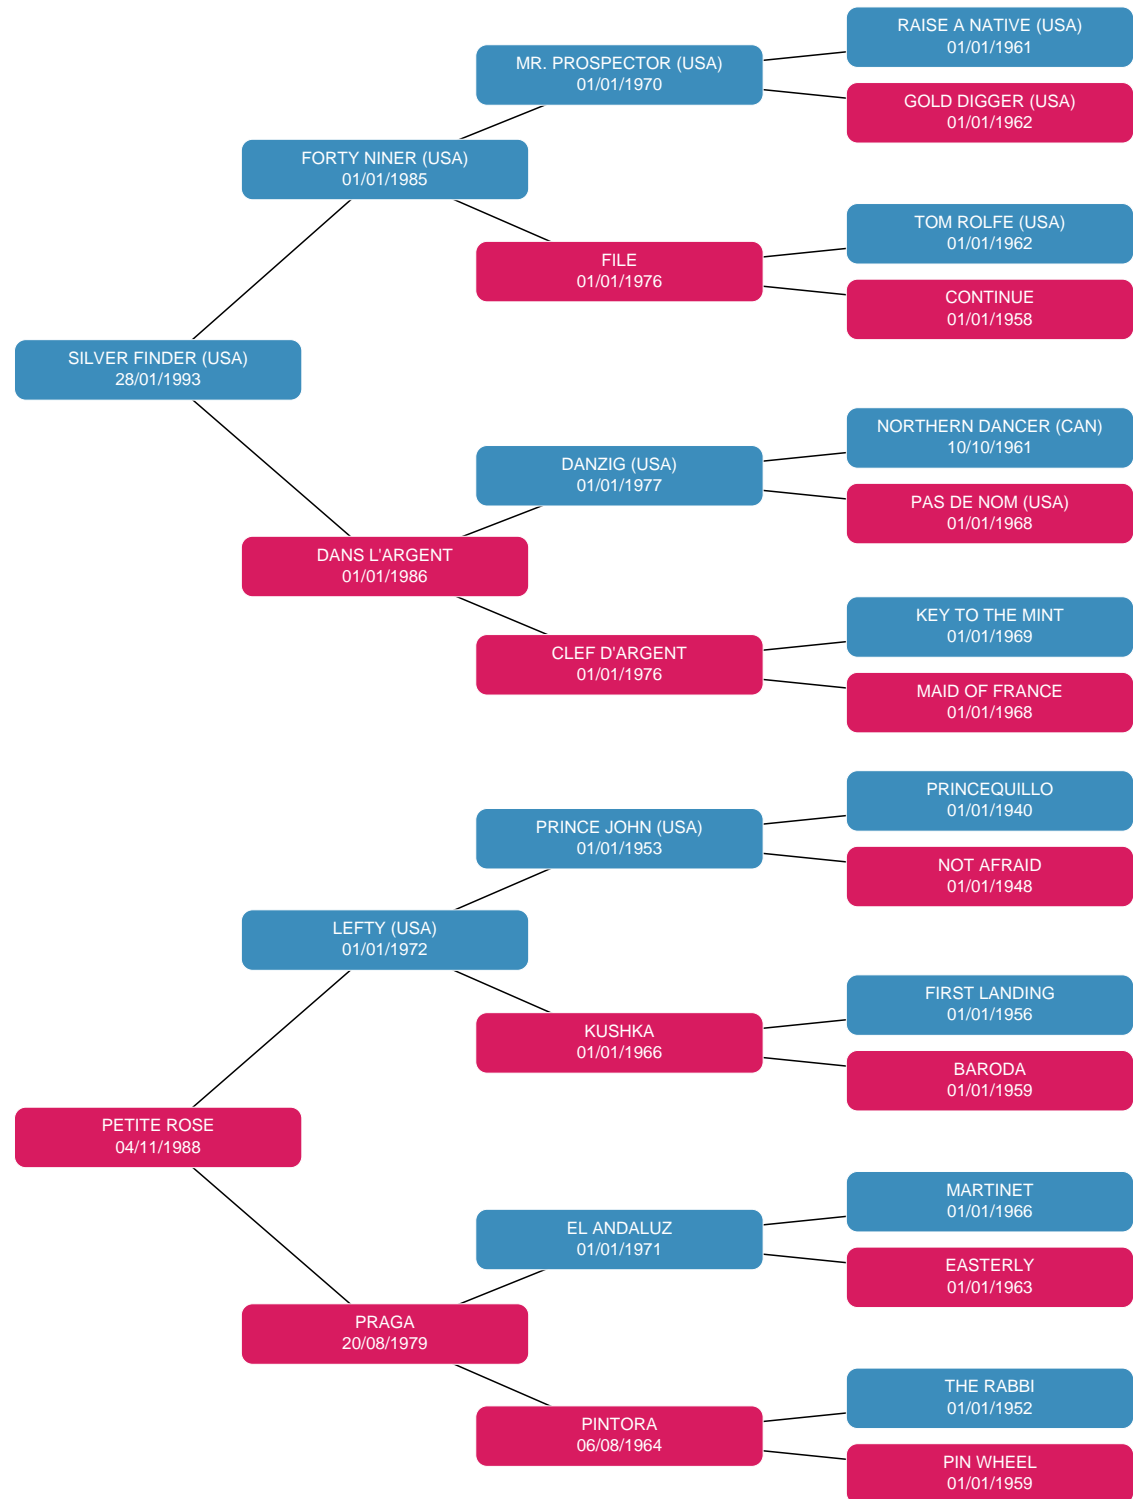 RAISE A NATIVE (USA)
01/01/1961
MR. PROSPECTOR (USA)
01/01/1970
GOLD DIGGER (USA)
01/01/1962
FORTY NINER (USA)
01/01/1985
TOM ROLFE (USA)
01/01/1962
FILE
01/01/1976
CONTINUE
01/01/1958
SILVER FINDER (USA)
28/01/1993
NORTHERN DANCER (CAN)
10/10/1961
DANZIG (USA)
01/01/1977
PAS DE NOM (USA)
01/01/1968
DANS L'ARGENT
01/01/1986
KEY TO THE MINT
01/01/1969
CLEF D'ARGENT
01/01/1976
MAID OF FRANCE
01/01/1968
PRINCEQUILLO
01/01/1940
PRINCE JOHN (USA)
01/01/1953
NOT AFRAID
01/01/1948
LEFTY (USA)
01/01/1972
FIRST LANDING
01/01/1956
KUSHKA
01/01/1966
BARODA
01/01/1959
PETITE ROSE
04/11/1988
MARTINET
01/01/1966
EL ANDALUZ
01/01/1971
EASTERLY
01/01/1963
PRAGA
20/08/1979
THE RABBI
01/01/1952
PINTORA
06/08/1964
PIN WHEEL
01/01/1959